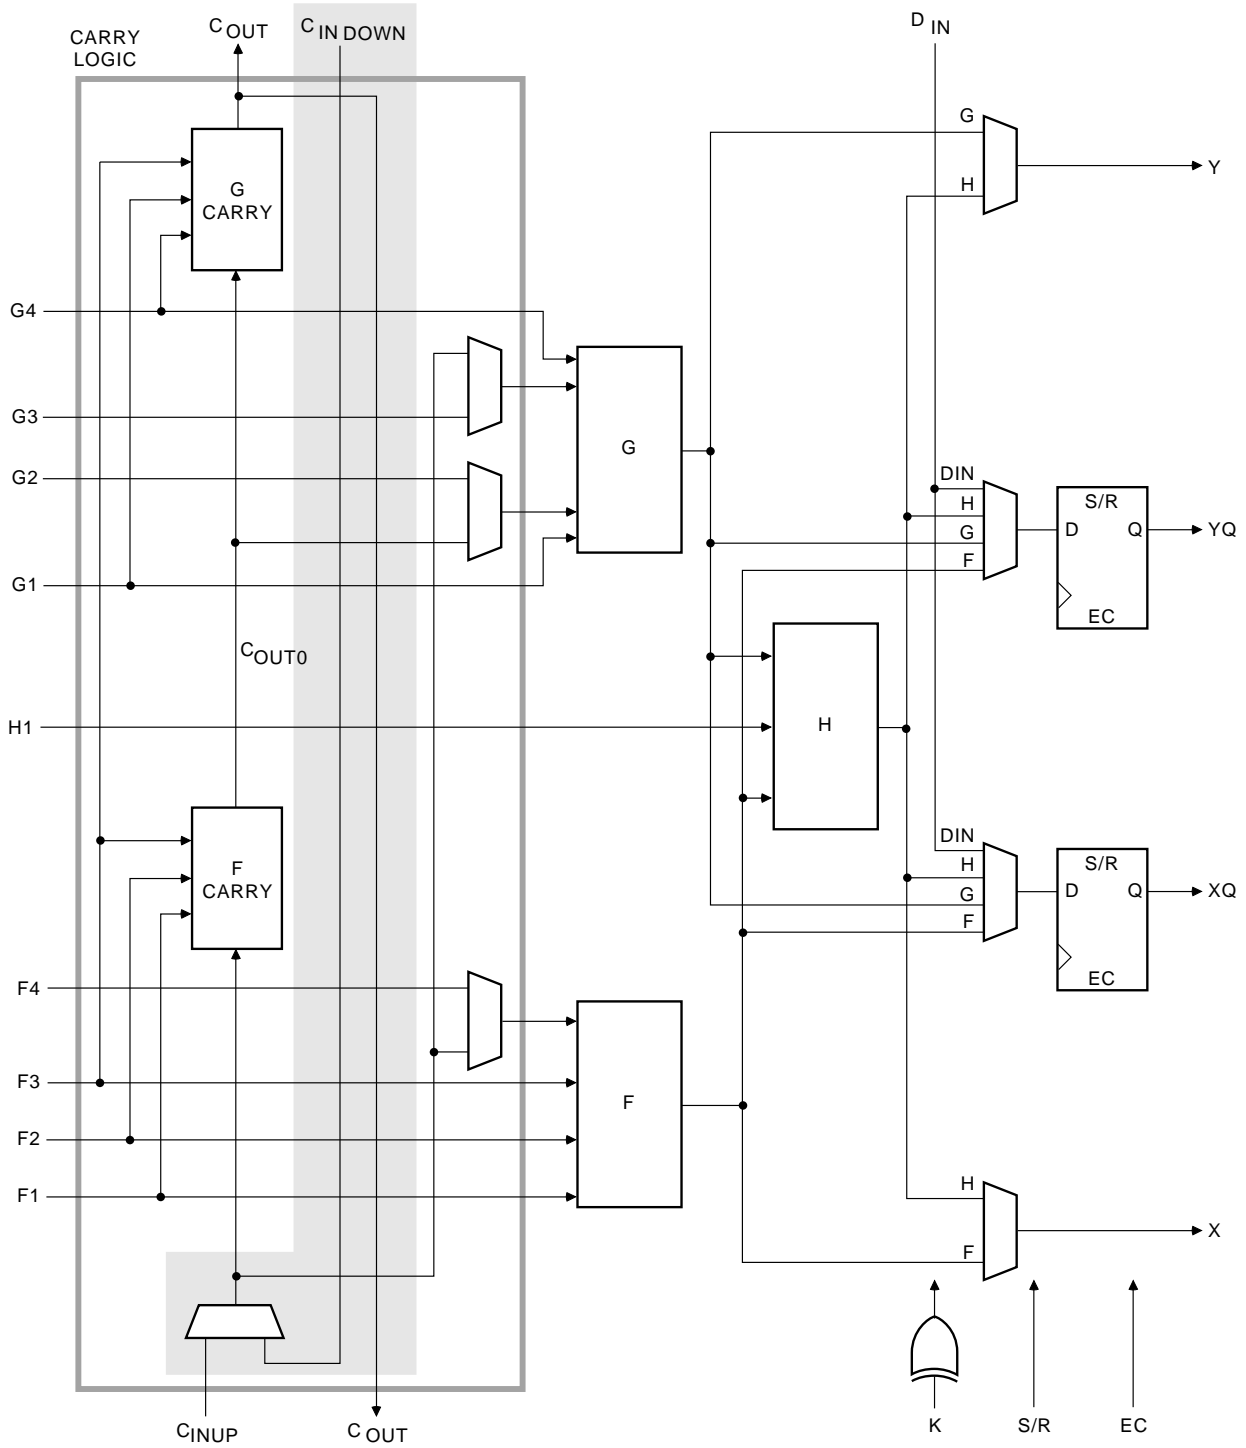 C OUT
C IN DOWN
D IN
CARRY
LOGIC
G
H
Y
G
CARRY
G4
G3
G2
G1
G
DIN
H
G
F
S/R
D
Q
EC
YQ
C OUT0
H1
H
F
CARRY
DIN
H
G
F
S/R
D
Q
EC
XQ
F4
F3
F2
F1
F
H
F
X
C INUP
C OUT
K
S/R
EC